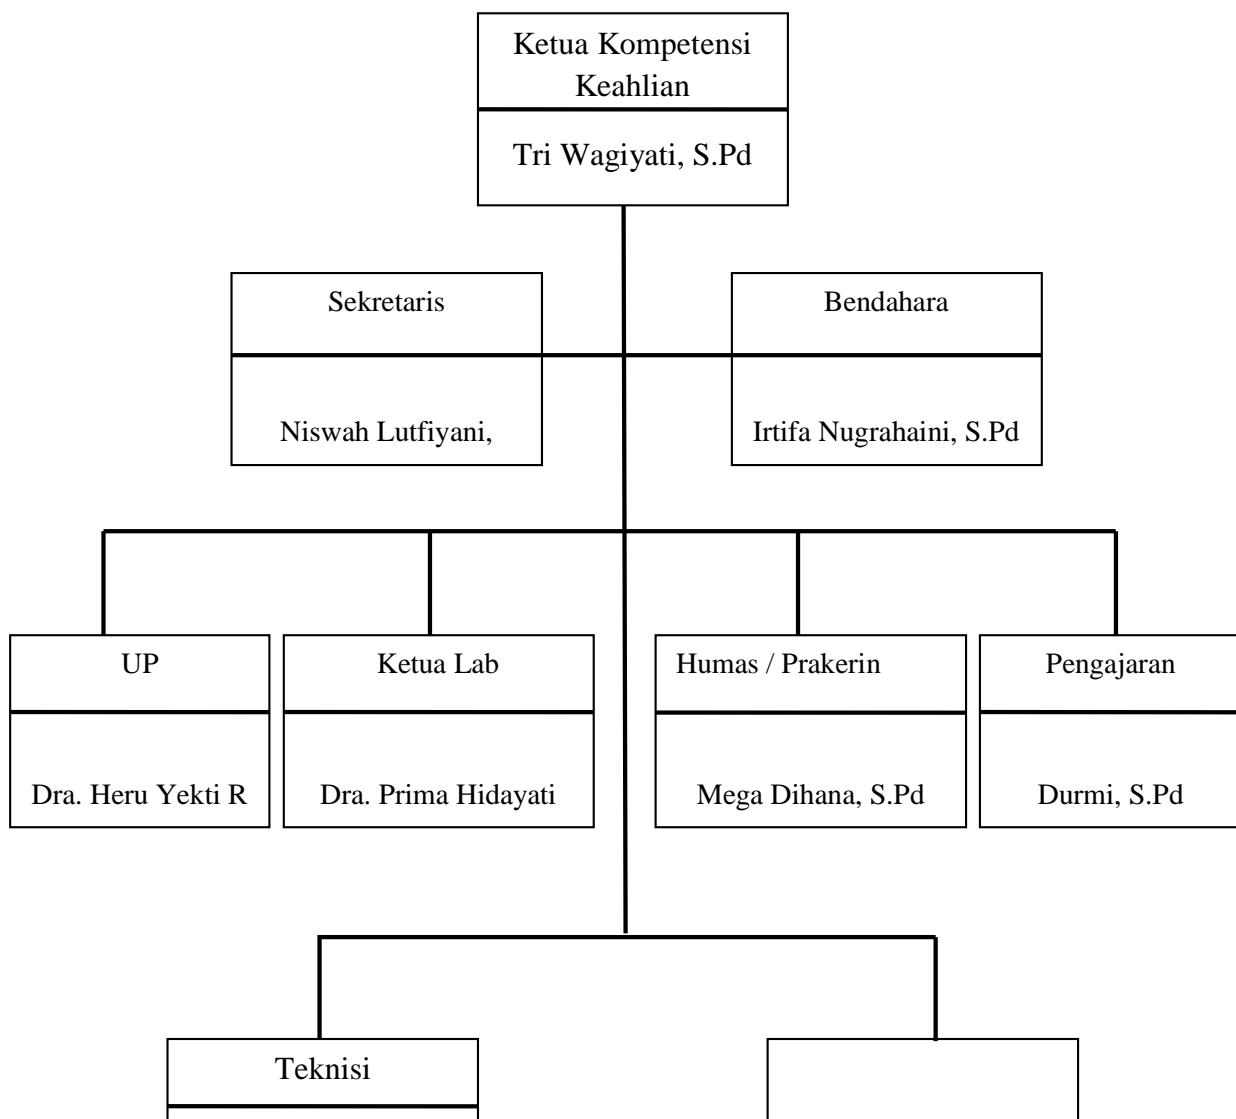 Ketua Kompetensi
Keahlian
Tri Wagiyati, S.Pd
Sekretaris
Bendahara
Niswah Lutfiyani,
Irtifa Nugrahaini, S.Pd
UP
Ketua Lab
Humas / Prakerin
Pengajaran
Dra. Heru Yekti R
Dra. Prima Hidayati
Mega Dihana, S.Pd
Durmi, S.Pd
Teknisi